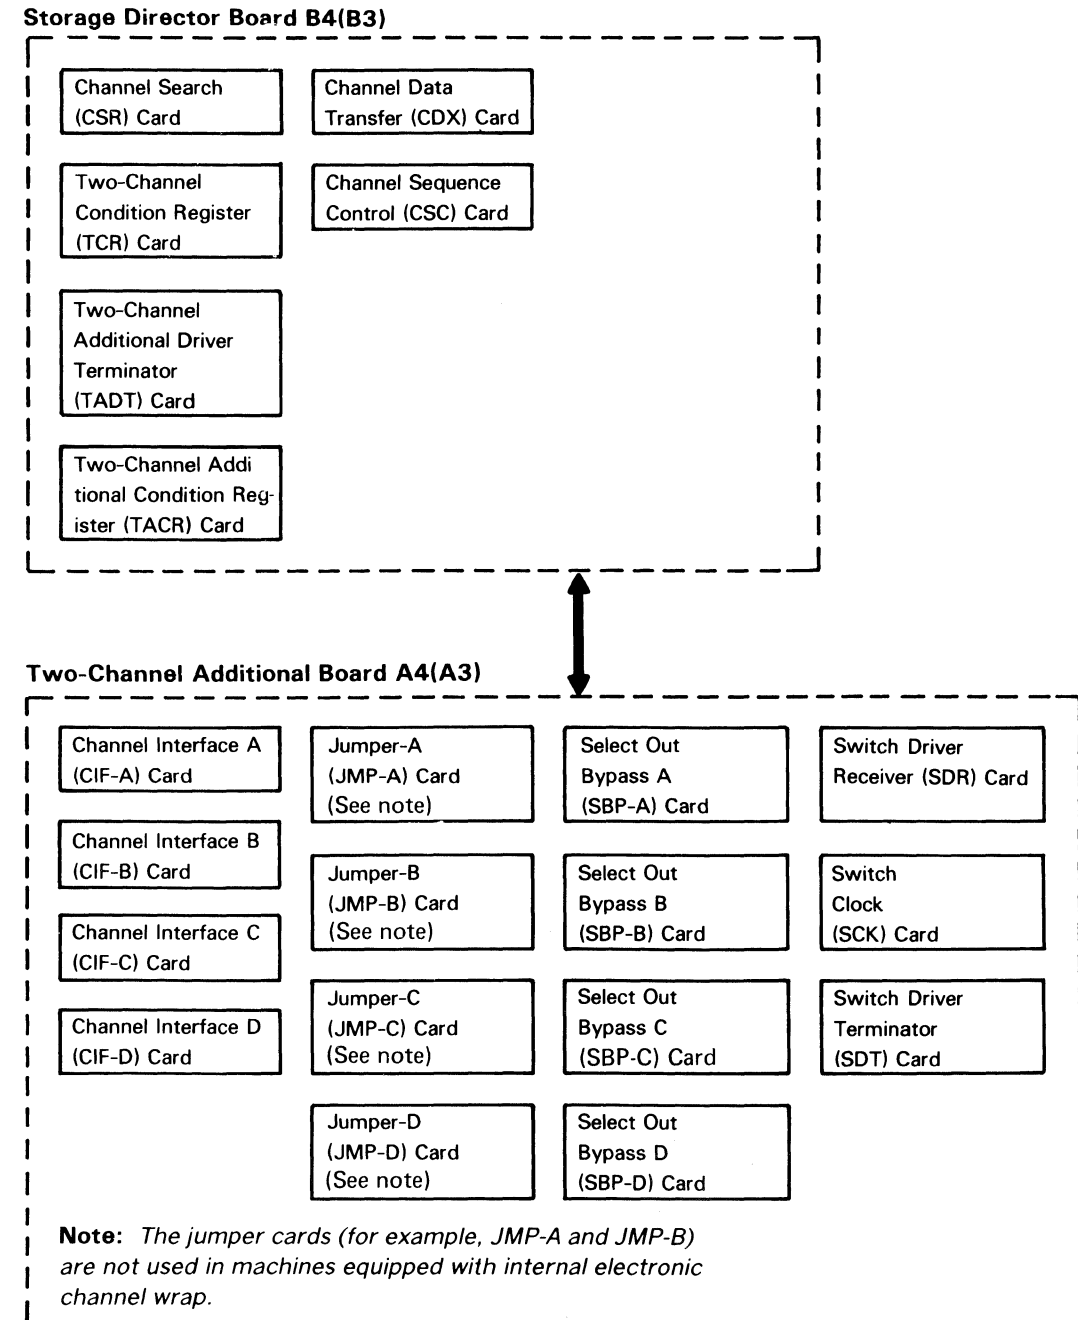 Storage Director Board B4(B3)
Channel Search
(CSR) Card
Channel Data
Transfer (CDX) Card
Two-Channel
Condition Register
(TCR) Card
Channel Sequence
Control (CSC) Card
Two-Channel
Additional Driver
Terminator
(TADT) Card
Two-Channel Addi
tional Condition Reg-
ister (TACR) Card
Two-Channel Additional Board A4(A3)
Channel Interface A
(CIF-A) Card
Channel Interface B
(CIF-B) Card
Channel Interface C
(CIF-C) Card
Channel Interface D
(CIF-D) Card
Jumper-A
(JMP-A) Card
(See note)
Jumper-B
(JMP-B) Card
(See note)
Jumper-C
(JMP-C) Card
(See note)
Jumper-D
(JMP-D) Card
(See note)
Select Out
Bypass A
(SBP-A) Card
Select Out
Bypass B
(SBP-B) Card
Select Out
Bypass C
(SBP-C) Card
Select Out
Bypass D
(SBP-D) Card
Switch Driver
Receiver (SDR) Card
Switch
Clock
(SCK) Card
Switch Driver
Terminator
(SDT) Card
Note: The jumper cards (for example, JMP-A and JMP-B)
are not used in machines equipped with internal electronic
channel wrap.